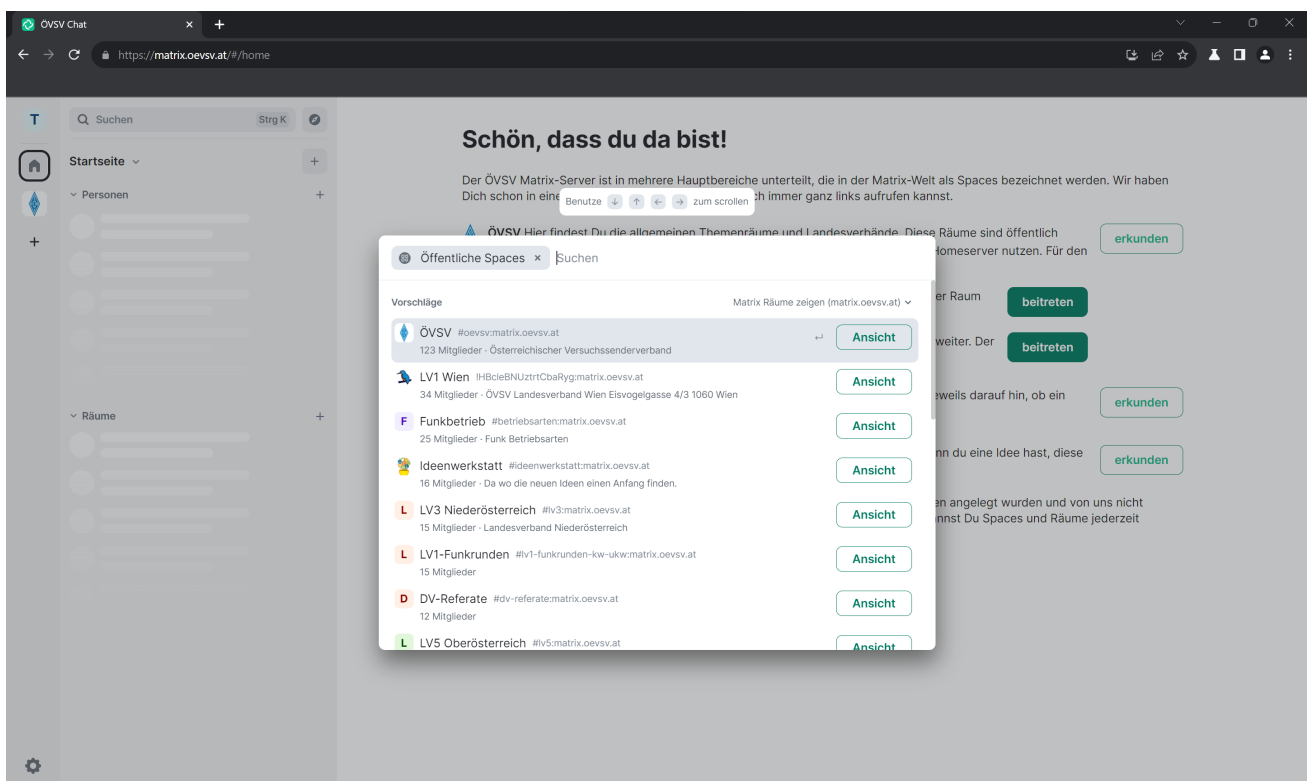 ÖVSV Chat
https://matrix.oevsv.at/#/home
T
Suchen
Strg K
Startseite
Personen
Räume
Schön, dass du da bist!
Der ÖVSV Matrix-Server ist in mehrere Hauptbereiche unterteilt, die in der Matrix-Welt als Spaces bezeichnet werden. Wir haben
Dich schon in eine ch immer ganz links aufrufen kannst.
Benutze ↓ ↑ ← → zum scrollen
ÖVSV Hier findest Du die allgemeinen Themenräume und Landesverbände. Diese Räume sind öffentlich
Homeserver nutzen. Für den
erkunden
er Raum
beitreten
weiter. Der
beitreten
eweils darauf hin, ob ein
erkunden
nn du eine Idee hast, diese
erkunden
en angelegt wurden und von uns nicht
nnst Du Spaces und Räume jederzeit
Öffentliche Spaces × Suchen
Vorschläge
Matrix Räume zeigen (matrix.oevsv.at)
ÖVSV #oevsv:matrix.oevsv.at
123 Mitglieder · Österreichischer Versuchssenderverband
Ansicht
LV1 Wien !HBcleBNUztrtCbaRyg:matrix.oevsv.at
34 Mitglieder · ÖVSV Landesverband Wien Eisvogelgasse 4/3 1060 Wien
Ansicht
F Funkbetrieb #betriebsarten:matrix.oevsv.at
25 Mitglieder · Funk Betriebsarten
Ansicht
Ideenwerkstatt #ideenwerkstatt:matrix.oevsv.at
16 Mitglieder · Da wo die neuen Ideen einen Anfang finden.
Ansicht
L LV3 Niederösterreich #lv3:matrix.oevsv.at
15 Mitglieder · Landesverband Niederösterreich
Ansicht
L LV1-Funkrunden #lv1-funkrunden-kw-ukw:matrix.oevsv.at
15 Mitglieder
Ansicht
D DV-Referate #dv-referate:matrix.oevsv.at
12 Mitglieder
Ansicht
L LV5 Oberösterreich #lv5:matrix.oevsv.at
Ansicht